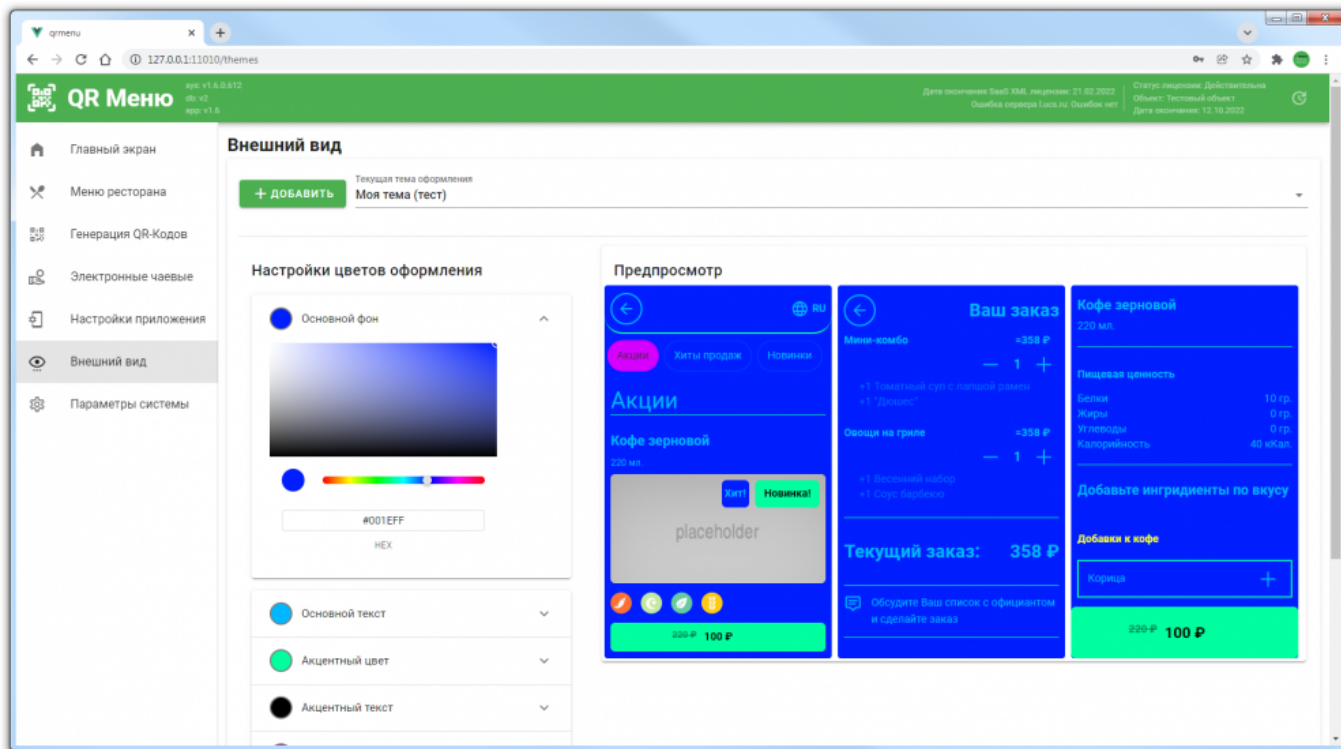 qrmenu
127.0.0.1:11010/themes
QR Меню
sys: v1.6.0.612
db: v2
app: v1.6
Дата окончания SaaS XML лицензии: 21.02.2022
Ошибка сервера l.ucs.ru: Ошибок нет
Статус лицензии: Действительна
Объект: Тестовый объект
Дата окончания: 12.10.2022
Главный экран
Меню ресторана
Генерация QR-Кодов
Электронные чаевые
Настройки приложения
Внешний вид
Параметры системы
Внешний вид
+ ДОБАВИТЬ
Текущая тема оформления
Моя тема (тест)
Настройки цветов оформления
Основной фон
#001EFF
HEX
Основной текст
Акцентный цвет
Акцентный текст
Предпросмотр
RU
Акции
Хиты продаж
Новинки
Акции
Кофе зерновой
220 мл.
Хит!
Новинка!
placeholder
220 ₽ 100 ₽
Ваш заказ
Мини-комбо =358 ₽
— 1 +
+1 Томатный суп с лапшой рамен
+1 "Дюшес"
Овощи на гриле =358 ₽
— 1 +
+1 Весенний набор
+1 Соус барбекю
Текущий заказ: 358 ₽
Обсудите Ваш список с официантом
и сделайте заказ
Кофе зерновой
220 мл.
Пищевая ценность
Белки 10 гр.
Жиры 0 гр.
Углеводы 0 гр.
Калорийность 40 кКал.
Добавьте ингридиенты по вкусу
Добавки к кофе
Корица +
220 ₽ 100 ₽